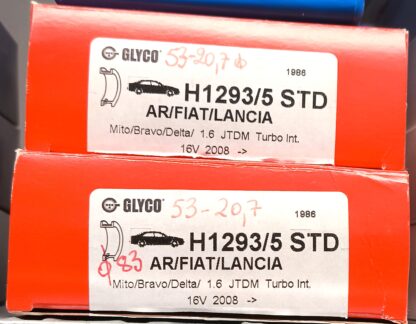 GLYCO 53-20,7 ф
1986
H1293/5 STD
AR/FIAT/LANCIA
Mito/Bravo/Delta/ 1.6 JTDM Turbo Int.
16V 2008 ->
GLYCO 53-20,7
1986
H1293/5 STD
83
AR/FIAT/LANCIA
Mito/Bravo/Delta/ 1.6 JTDM Turbo Int.
16V 2008 ->